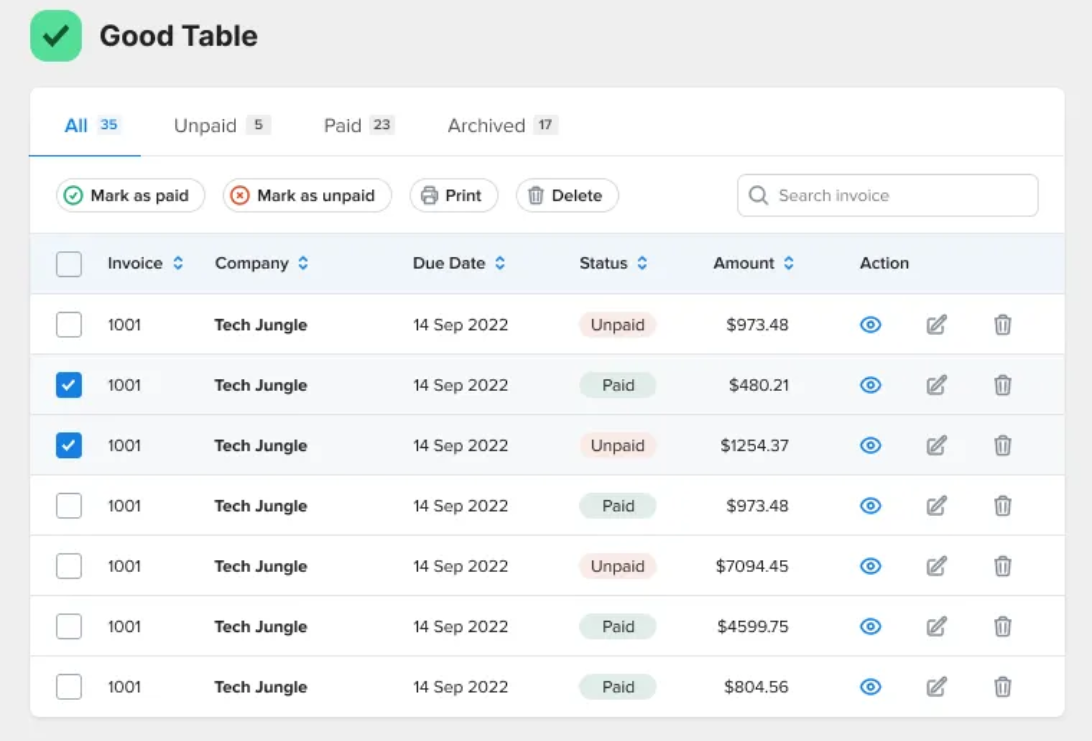 Good Table
All 35 Unpaid 5 Paid 23 Archived 17
Mark as paid Mark as unpaid Print Delete Search invoice
Invoice Company Due Date Status Amount Action
1001 Tech Jungle 14 Sep 2022 Unpaid $973.48
1001 Tech Jungle 14 Sep 2022 Paid $480.21
1001 Tech Jungle 14 Sep 2022 Unpaid $1254.37
1001 Tech Jungle 14 Sep 2022 Paid $973.48
1001 Tech Jungle 14 Sep 2022 Unpaid $7094.45
1001 Tech Jungle 14 Sep 2022 Paid $4599.75
1001 Tech Jungle 14 Sep 2022 Paid $804.56